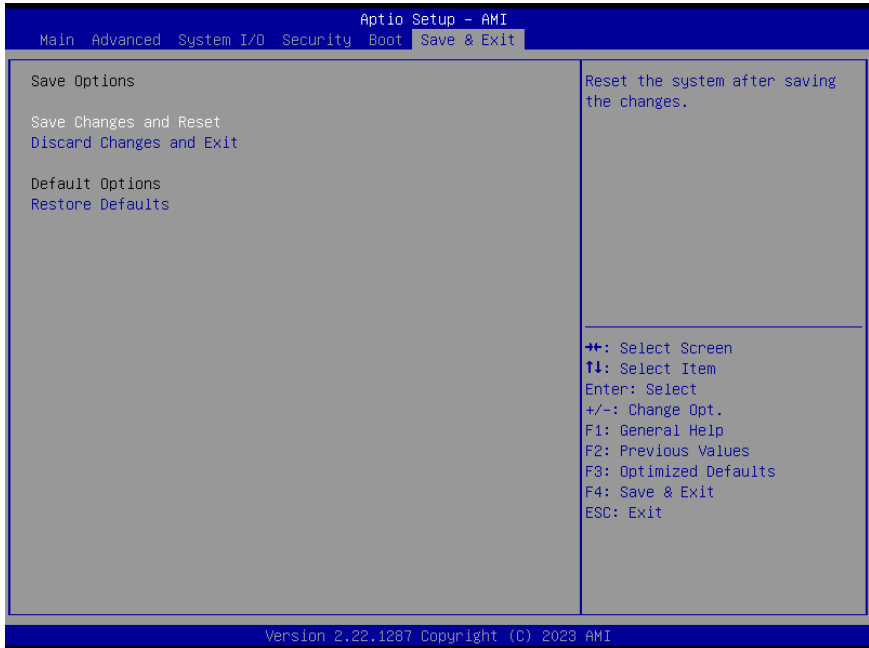 Aptio Setup – AMI
Main Advanced System I/O Security Boot Save & Exit
Save Options
Save Changes and Reset
Discard Changes and Exit
Default Options
Restore Defaults
Reset the system after saving
the changes.
→←: Select Screen
↑↓: Select Item
Enter: Select
+/-: Change Opt.
F1: General Help
F2: Previous Values
F3: Optimized Defaults
F4: Save & Exit
ESC: Exit
Version 2.22.1287 Copyright (C) 2023 AMI